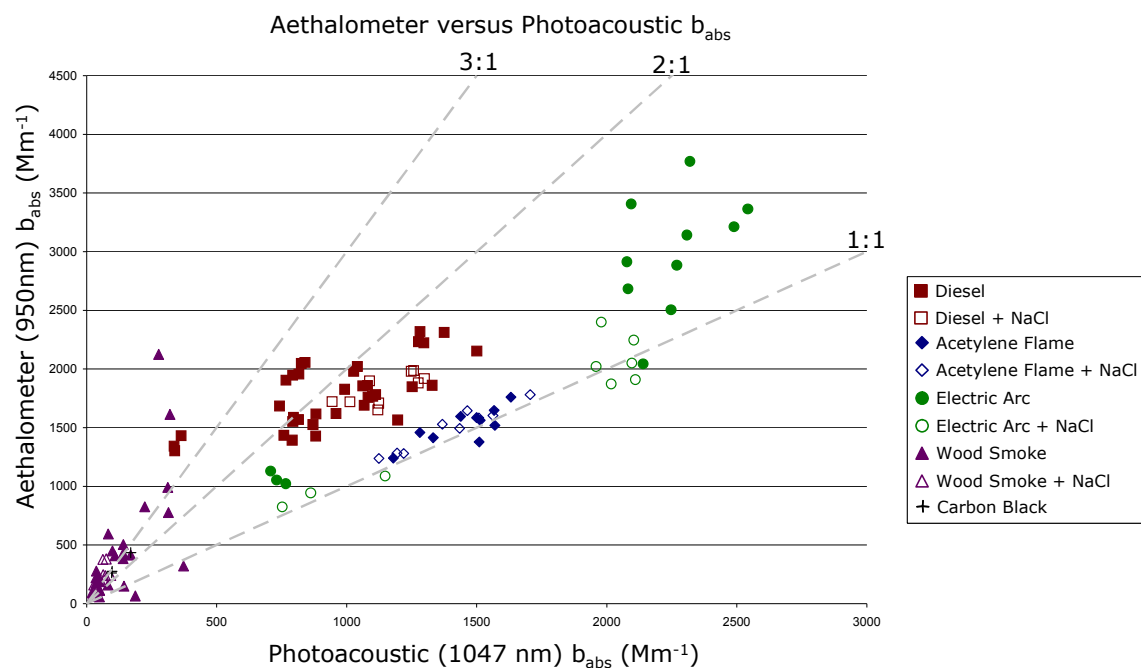 Aethalometer versus Photoacoustic b_abs
3:1
2:1
1:1
Aethalometer (950nm) b_abs (Mm⁻¹)
4500
4000
3500
3000
2500
2000
1500
1000
500
0
0 500 1000 1500 2000 2500 3000
Photoacoustic (1047 nm) b_abs (Mm⁻¹)
Diesel
Diesel + NaCl
Acetylene Flame
Acetylene Flame + NaCl
Electric Arc
Electric Arc + NaCl
Wood Smoke
Wood Smoke + NaCl
Carbon Black